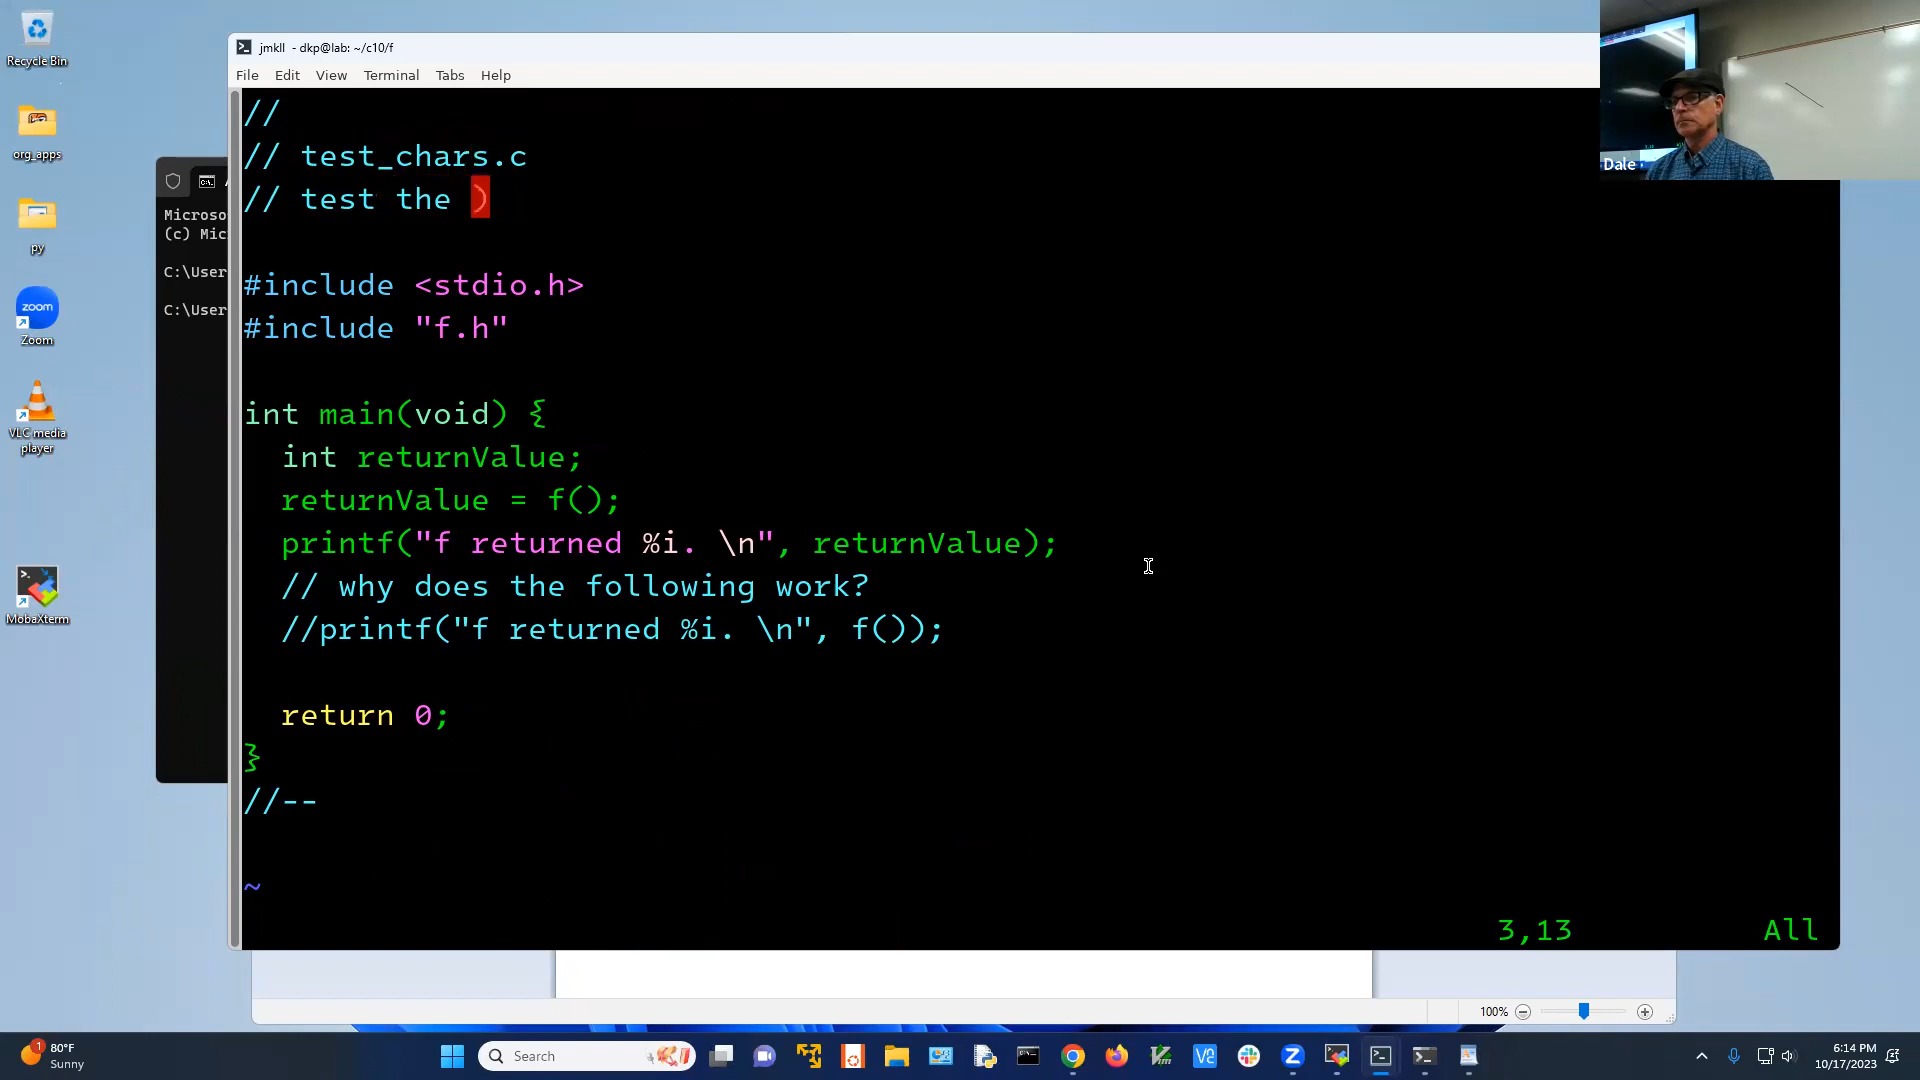 Recycle Bin
org_apps
py
zoom
Zoom
VLC media
player
MobaXterm
Microso
(c) Mic
C:\User
C:\User
jmkll - dkp@lab: ~/c10/f
File Edit View Terminal Tabs Help
//
// test_chars.c
// test the )
#include <stdio.h>
#include "f.h"
int main(void) {
int returnValue;
returnValue = f();
printf("f returned %i. \n", returnValue);
// why does the following work?
//printf("f returned %i. \n", f());
return 0;
}
//--
~
3,13 All
Dale
100%
1
80°F
Sunny
Search
6:14 PM
10/17/2023